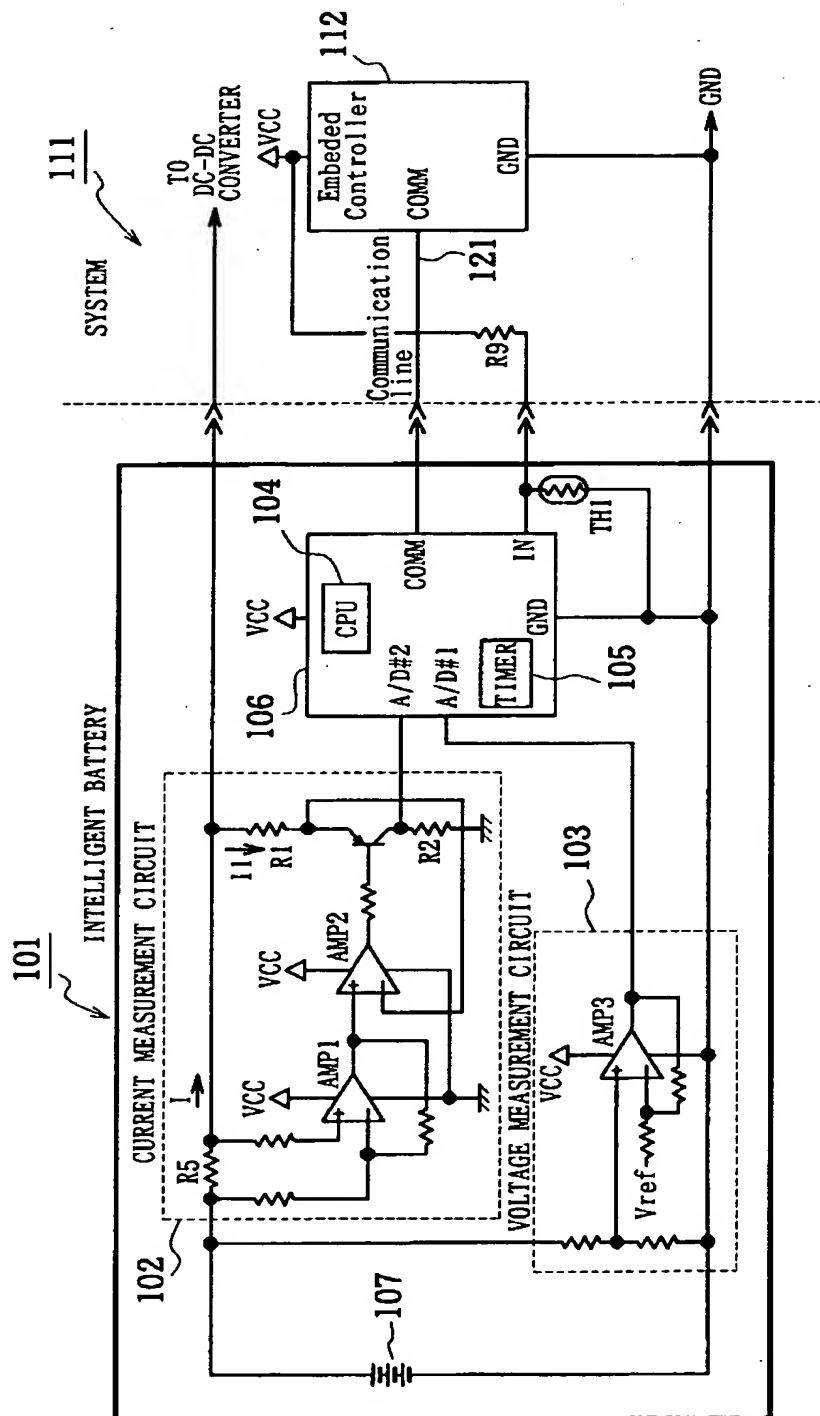 101
INTELLIGENT BATTERY
SYSTEM
111
TO
DC-DC
CONVERTER
CURRENT MEASUREMENT CIRCUIT
102
I
R5
VCC
AMP1
VCC
AMP2
I1
R1
R2
106
VCC
104
CPU
A/D#2
A/D#1
COMM
IN
TIMER
GND
105
TH1
Communication
line
R9
121
VCC
112
Embeded
Controller
COMM
GND
GND
107
VOLTAGE MEASUREMENT CIRCUIT
103
VCC
AMP3
Vref